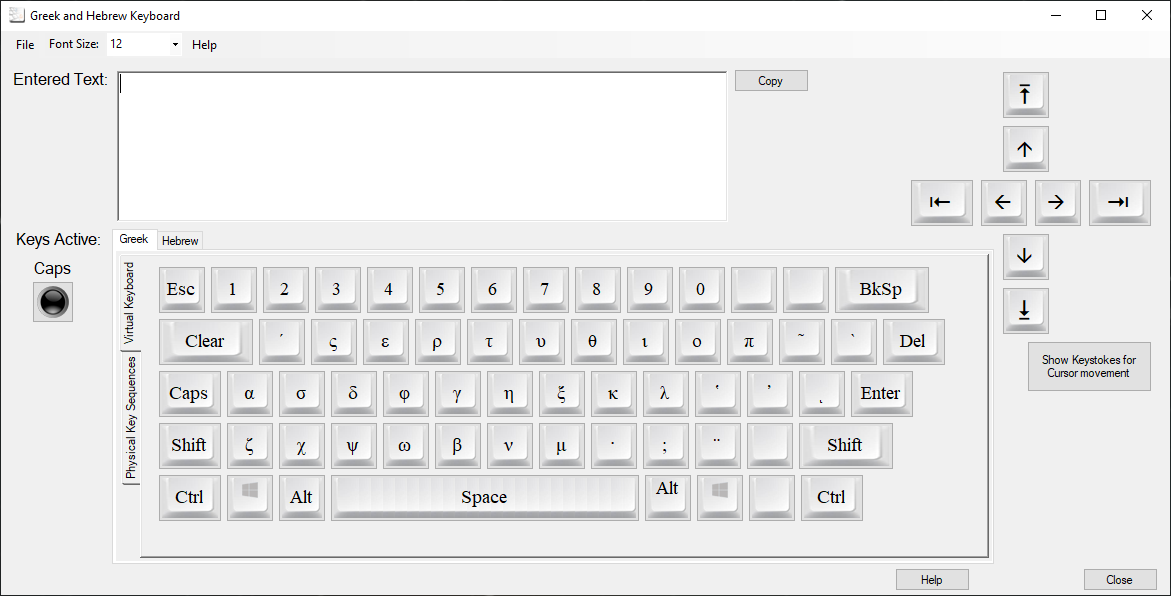 Greek and Hebrew Keyboard
File Font Size: 12 Help
Entered Text:
Copy
Keys Active:
Caps
Greek Hebrew
Virtual Keyboard
Physical Key Sequences
Esc 1 2 3 4 5 6 7 8 9 0 BkSp
Clear ´ ς ε ρ τ υ θ ι ο π ~ ` Del
Caps α σ δ φ γ η ξ κ λ ʽ ʼ ͺ Enter
Shift ζ χ ψ ω β ν μ · ; ¨ Shift
Ctrl Alt Space Alt Ctrl
Show Keystokes for
Cursor movement
Help Close